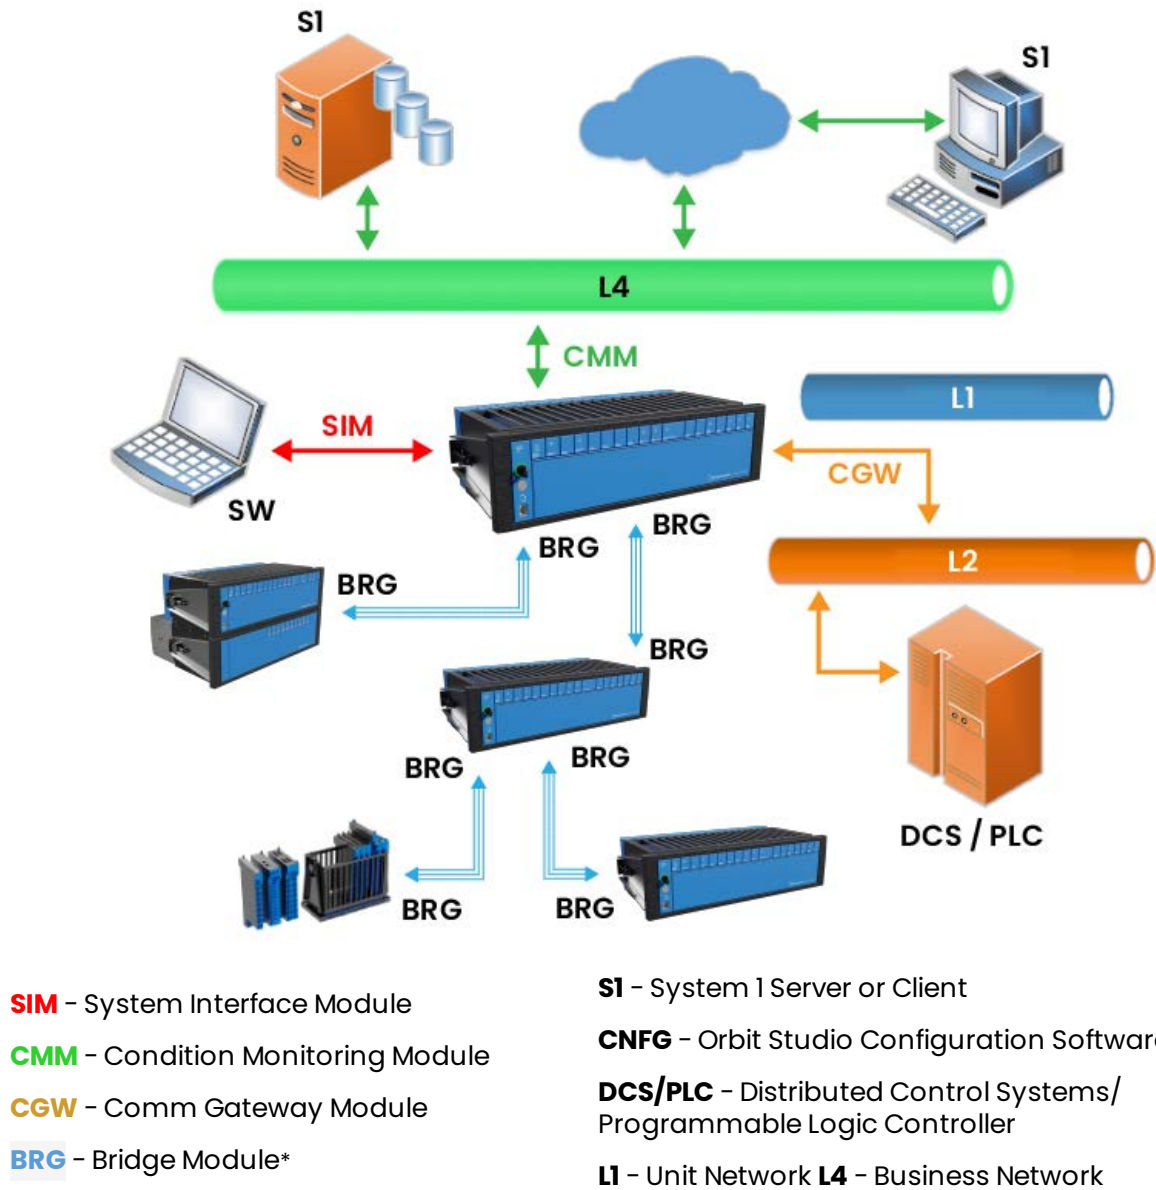 S1
S1
L4
CMM
L1
SIM
CGW
SW
BRG
BRG
L2
BRG
BRG
BRG
BRG
DCS / PLC
BRG
BRG
SIM - System Interface Module
CMM - Condition Monitoring Module
CGW - Comm Gateway Module
BRG - Bridge Module*
S1 - System 1 Server or Client
CNFG - Orbit Studio Configuration Softwar
DCS/PLC - Distributed Control Systems/
Programmable Logic Controller
L1 - Unit Network L4 - Business Network